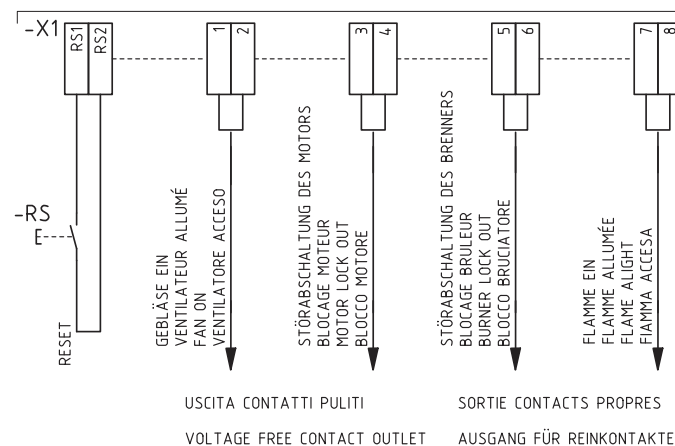 -X1
RS1
RS2
1
2
3
4
5
6
7
8
-RS
E
RESET
GEBLÄSE EIN
VENTILATEUR ALLUMÉ
FAN ON
VENTILATORE ACCESO
STÖRABSCHALTUNG DES MOTORS
BLOCAGE MOTEUR
MOTOR LOCK OUT
BLOCCO MOTORE
STÖRABSCHALTUNG DES BRENNERS
BLOCAGE BRULEUR
BURNER LOCK OUT
BLOCCO BRUCIATORE
FLAMME EIN
FLAMME ALLUMÉE
FLAME ALIGHT
FIAMMA ACCESA
USCITA CONTATTI PULITI
SORTIE CONTACTS PROPRES
VOLTAGE FREE CONTACT OUTLET
AUSGANG FÜR REINKONTAKTE